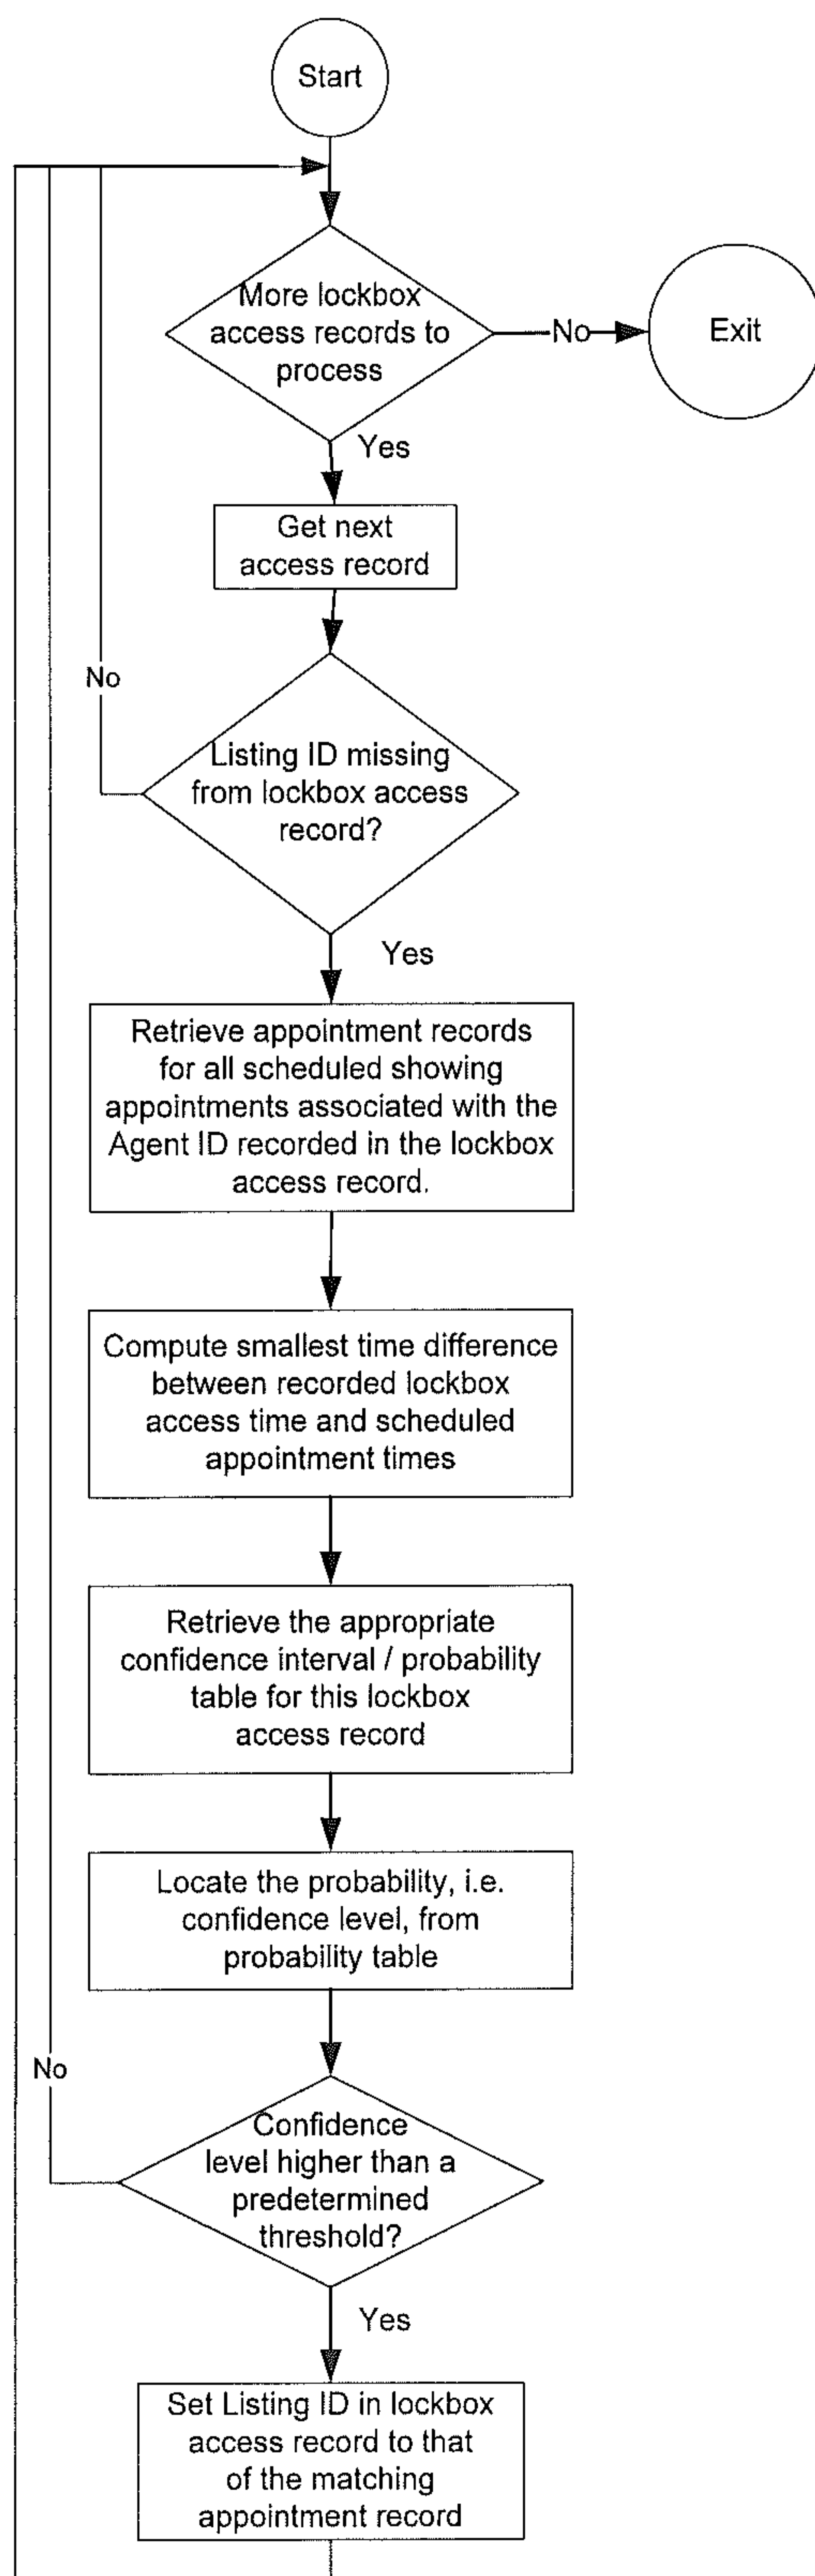 Start
More lockbox
access records to
process
No
Exit
Yes
Get next
access record
No
Listing ID missing
from lockbox access
record?
Yes
Retrieve appointment records
for all scheduled showing
appointments associated with the
Agent ID recorded in the lockbox
access record.
Compute smallest time difference
between recorded lockbox
access time and scheduled
appointment times
Retrieve the appropriate
confidence interval / probability
table for this lockbox
access record
Locate the probability, i.e.
confidence level, from
probability table
No
Confidence
level higher than a
predetermined
threshold?
Yes
Set Listing ID in lockbox
access record to that
of the matching
appointment record